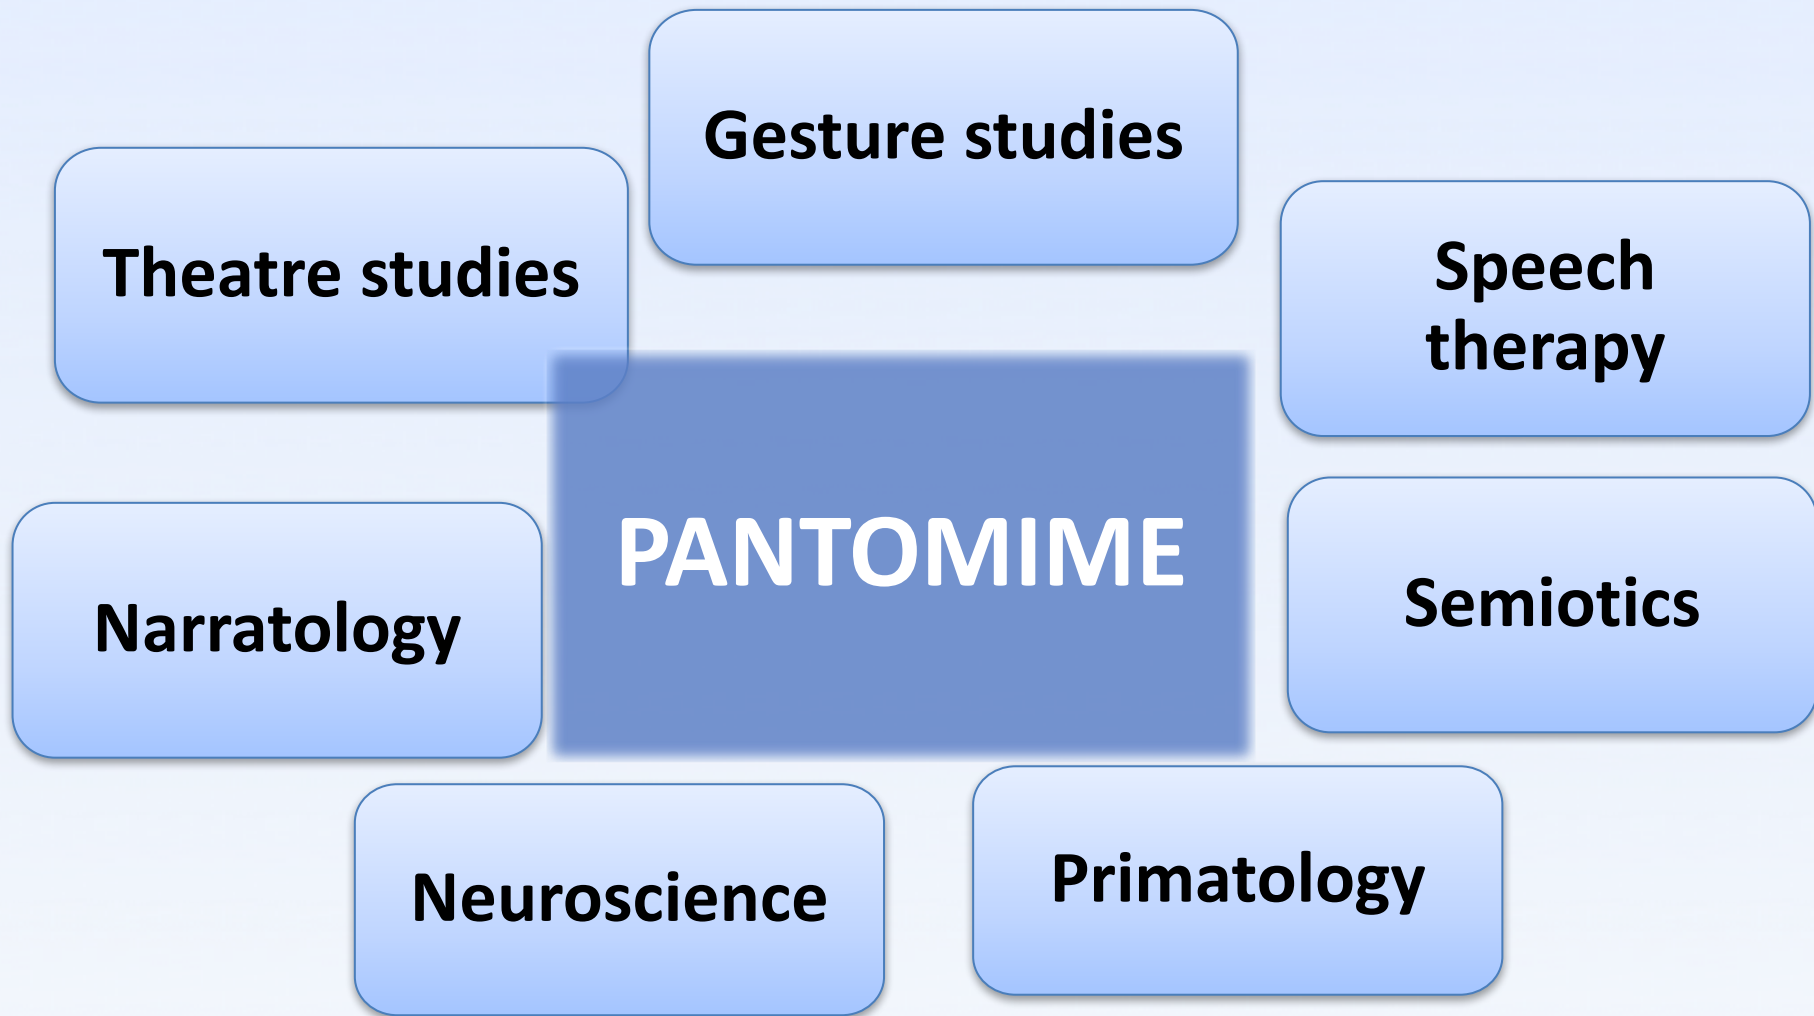 Gesture studies
Theatre studies
Speech
therapy
PANTOMIME
Narratology
Semiotics
Neuroscience
Primatology